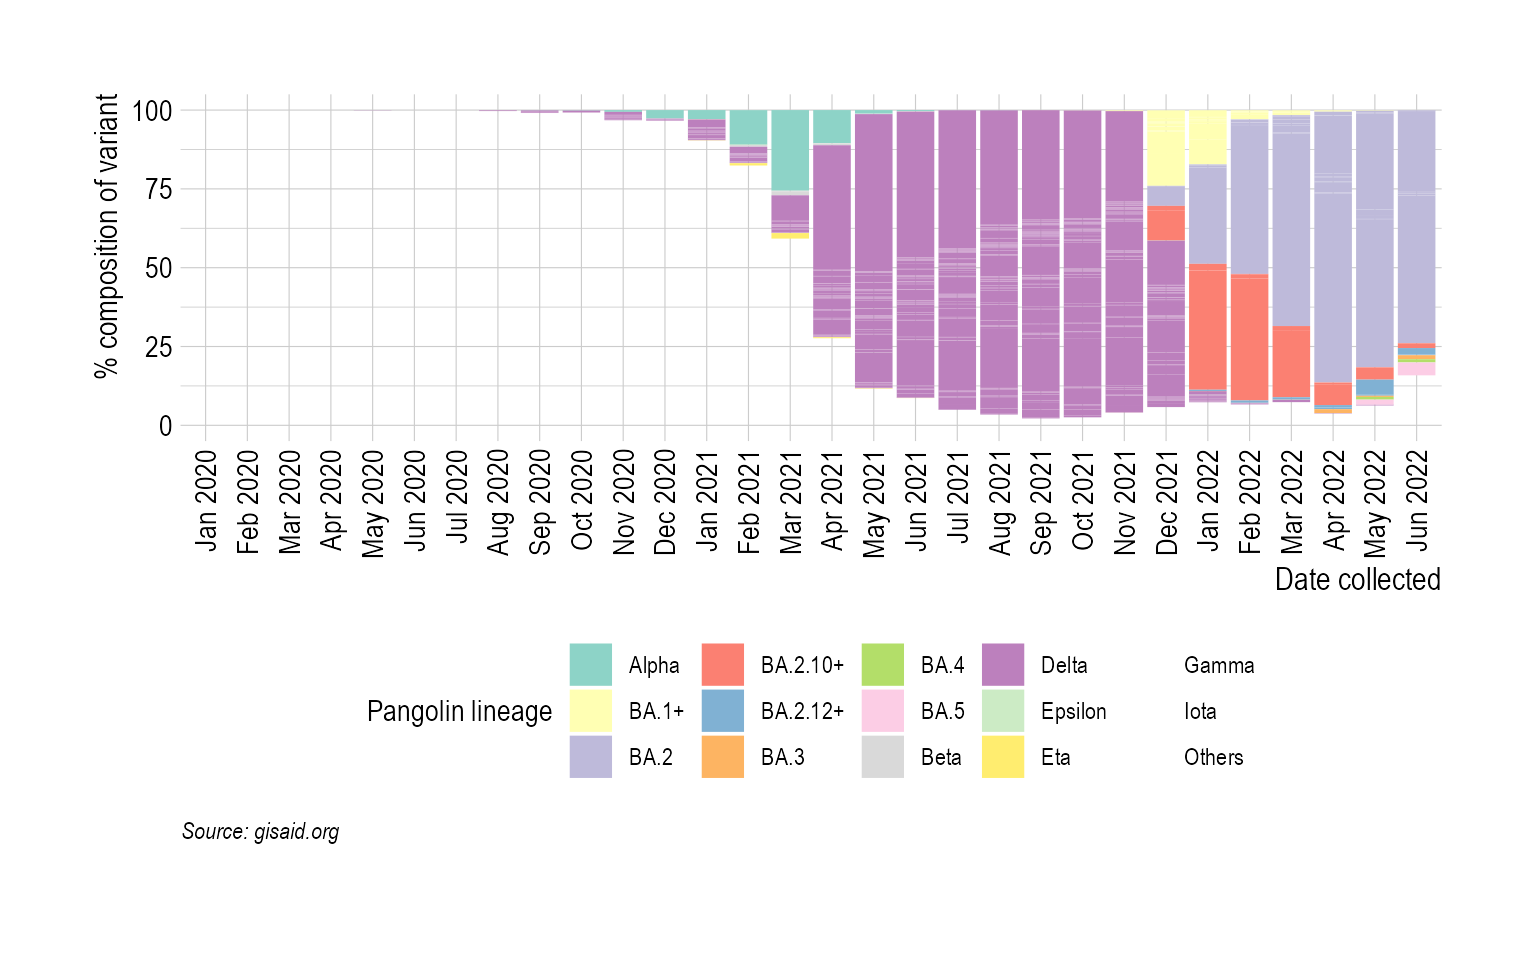 % composition of variant
100
75
50
25
0
Jan 2020
Feb 2020
Mar 2020
Apr 2020
May 2020
Jun 2020
Jul 2020
Aug 2020
Sep 2020
Oct 2020
Nov 2020
Dec 2020
Jan 2021
Feb 2021
Mar 2021
Apr 2021
May 2021
Jun 2021
Jul 2021
Aug 2021
Sep 2021
Oct 2021
Nov 2021
Dec 2021
Jan 2022
Feb 2022
Mar 2022
Apr 2022
May 2022
Jun 2022
Date collected
Pangolin lineage
Alpha
BA.1+
BA.2
BA.2.10+
BA.2.12+
BA.3
BA.4
BA.5
Beta
Delta
Epsilon
Eta
Gamma
Iota
Others
Source: gisaid.org